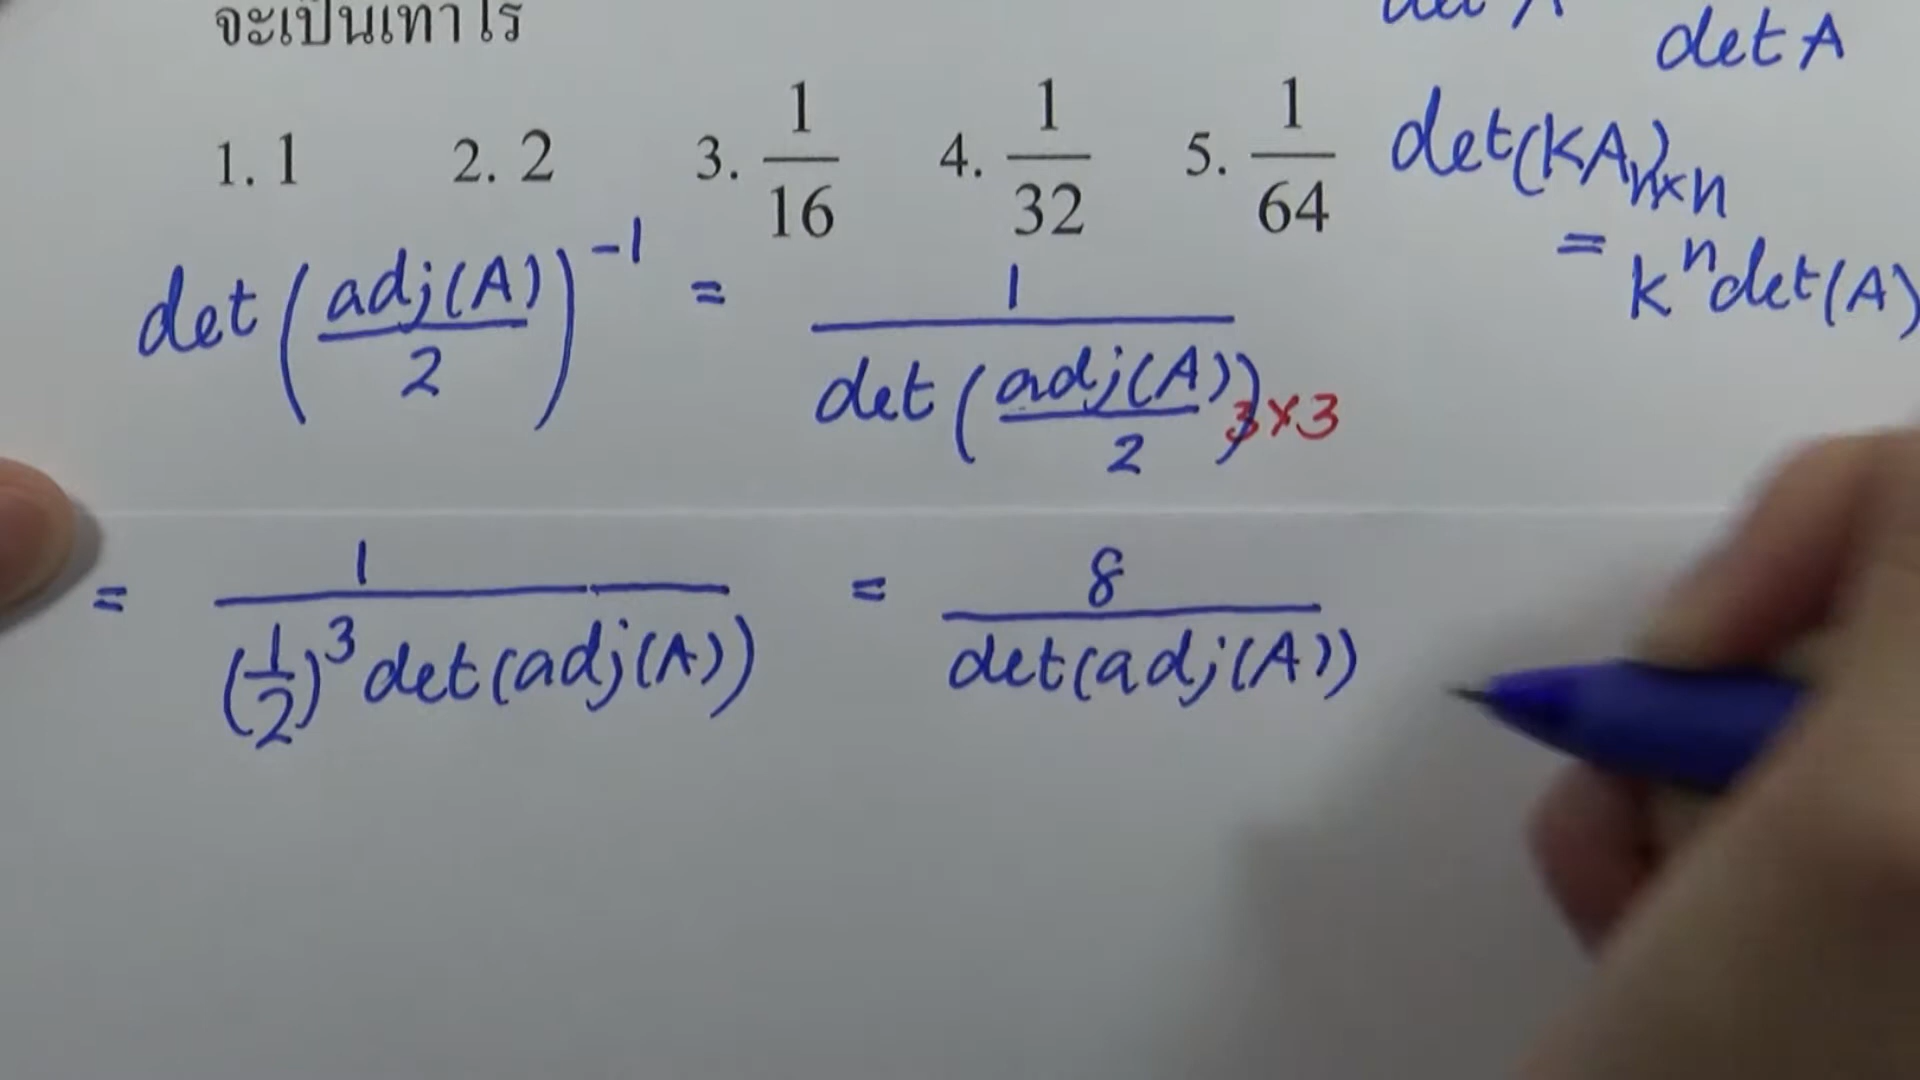 จะเป็นเท่าไร
det A
1. 1 2. 2 3. 1/16 4. 1/32 5. 1/64
det(kA)n×n
= k^n det(A)
det(adj(A)/2)^-1 = 1/det(adj(A)/2)3×3
= 1/((1/2)^3 det(adj(A))) = 8/det(adj(A))